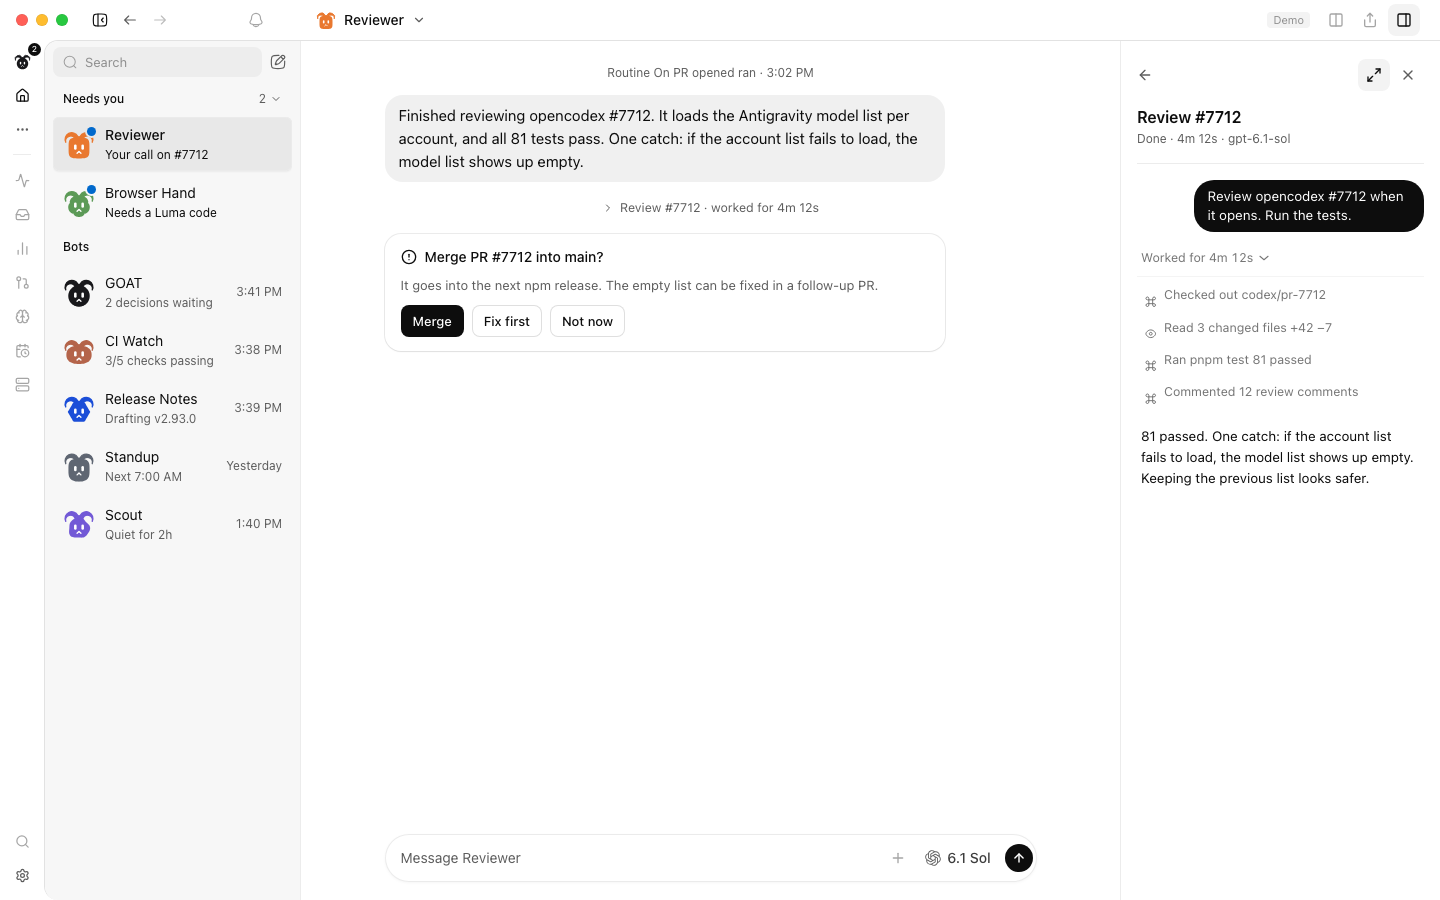 Reviewer
Demo
2
Search
Needs you
2
Reviewer
Your call on #7712
Browser Hand
Needs a Luma code
Bots
GOAT
2 decisions waiting
3:41 PM
CI Watch
3/5 checks passing
3:38 PM
Release Notes
Drafting v2.93.0
3:39 PM
Standup
Next 7:00 AM
Yesterday
Scout
Quiet for 2h
1:40 PM
Routine On PR opened ran · 3:02 PM
Finished reviewing opencodex #7712. It loads the Antigravity model list per
account, and all 81 tests pass. One catch: if the account list fails to load, the
model list shows up empty.
Review #7712 · worked for 4m 12s
Merge PR #7712 into main?
It goes into the next npm release. The empty list can be fixed in a follow-up PR.
Merge
Fix first
Not now
Message Reviewer
6.1 Sol
Review #7712
Done · 4m 12s · gpt-6.1-sol
Review opencodex #7712 when
it opens. Run the tests.
Worked for 4m 12s
Checked out codex/pr-7712
Read 3 changed files +42 −7
Ran pnpm test 81 passed
Commented 12 review comments
81 passed. One catch: if the account list
fails to load, the model list shows up empty.
Keeping the previous list looks safer.